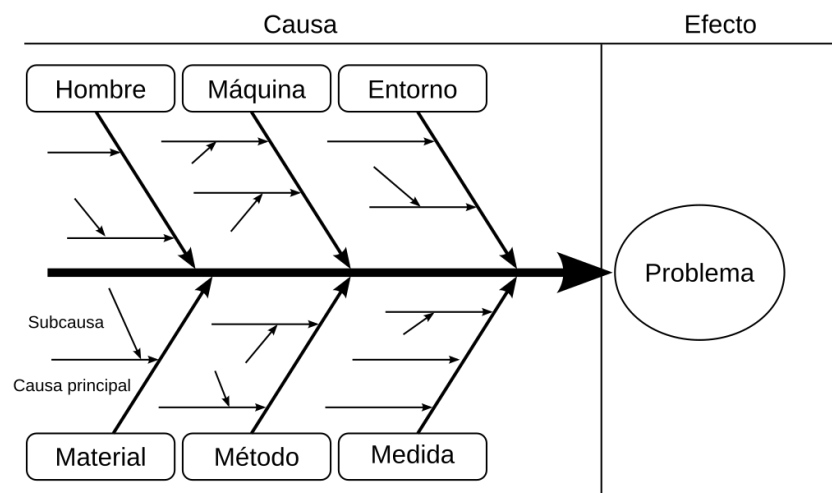 Causa
Efecto
Hombre
Máquina
Entorno
Problema
Subcausa
Causa principal
Material
Método
Medida